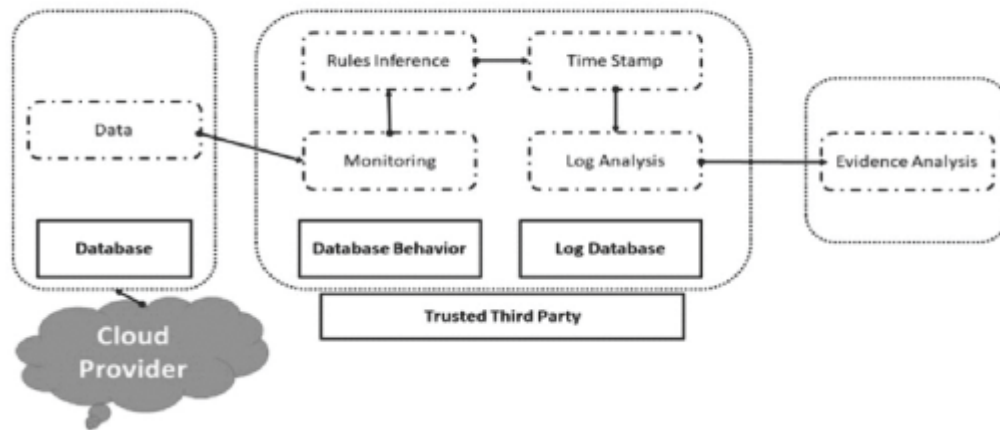 Rules Inference
Time Stamp
Data
Monitoring
Log Analysis
Evidence Analysis
Database
Database Behavior
Log Database
Trusted Third Party
Cloud
Provider